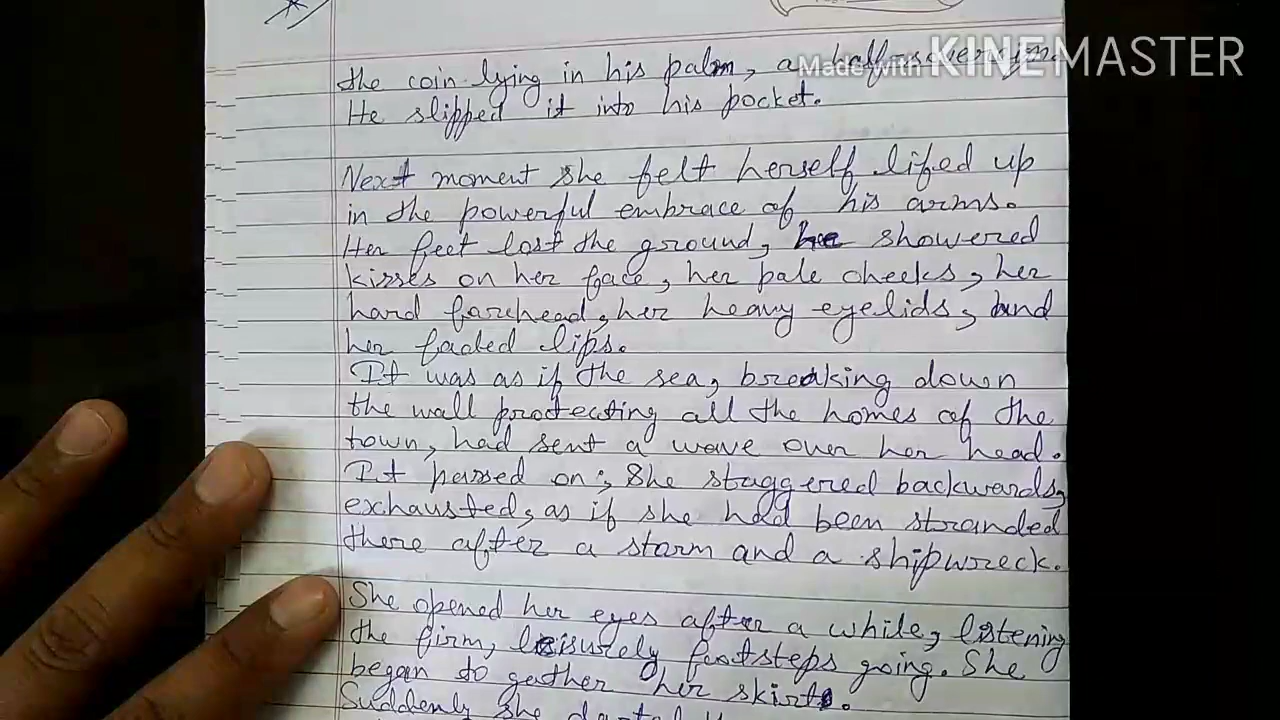 Made with KINEMASTER
the coin lying in his palm, a half-sovereign.
He slipped it into his pocket.
Next moment she felt herself lifed up
in the powerful embrace of his arms.
Her feet lost the ground, he showered
kisses on her face, her pale cheeks, her
hard farehead, her heavy eyelids, and
her faded lips.
It was as if the sea, breaking down
the wall protecting all the homes of the
town, had sent a wave over her head.
It passed on; She staggered backwards,
exhausted, as if she had been stranded
there after a storm and a shipwreck.
She opened her eyes after a while, listening
the firm, leisurely footsteps going. She
began to gather her skirts.
Suddenly she